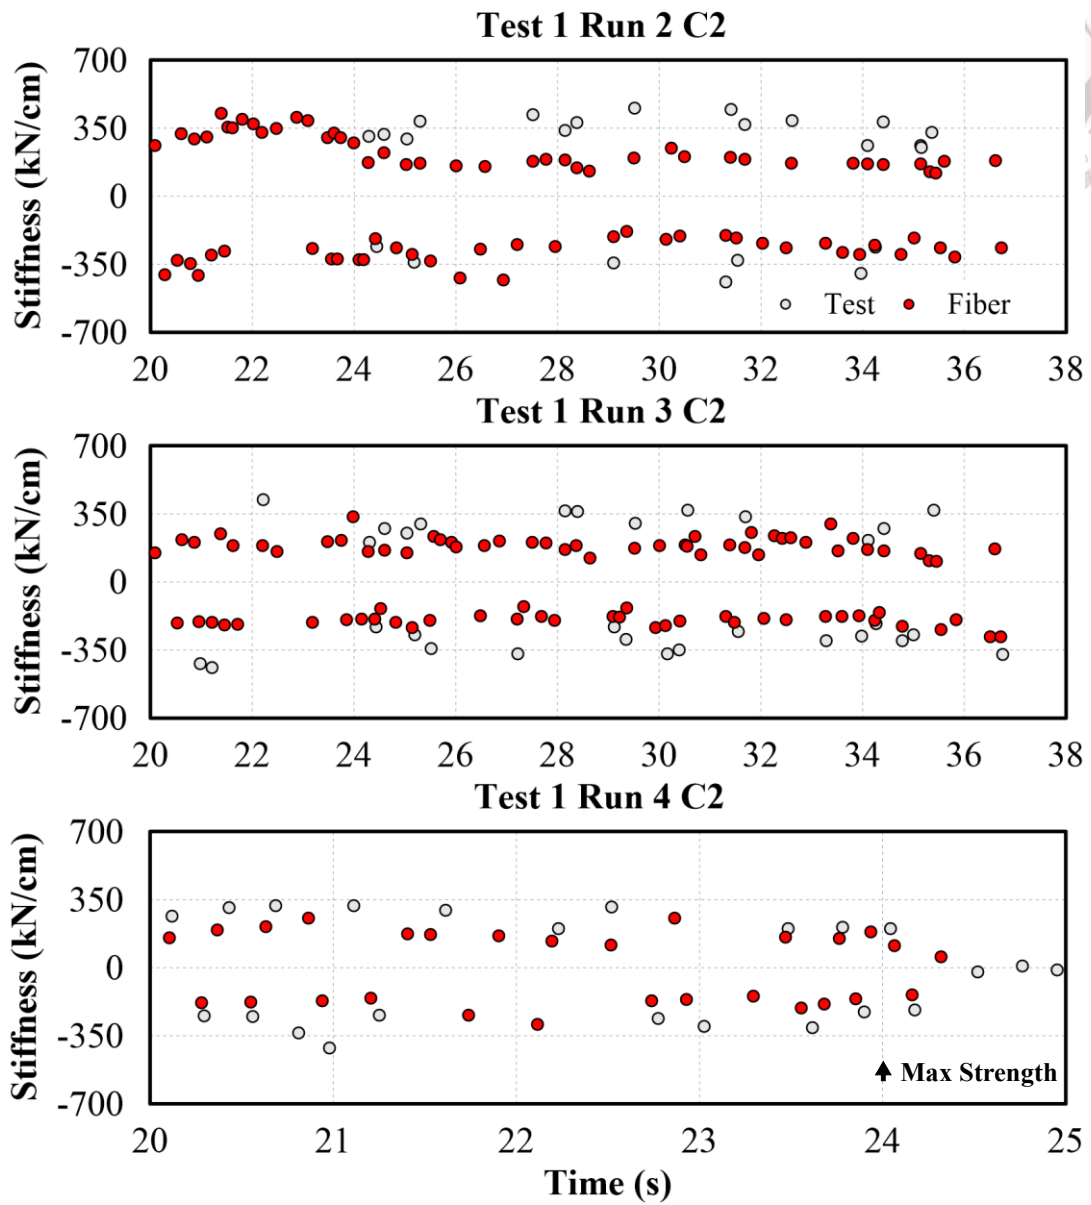 Test 1 Run 2 C2
Stiffness (kN/cm)
700
350
0
-350
-700
Test
Fiber
20 22 24 26 28 30 32 34 36 38
Test 1 Run 3 C2
Stiffness (kN/cm)
700
350
0
-350
-700
20 22 24 26 28 30 32 34 36 38
Test 1 Run 4 C2
Stiffness (kN/cm)
700
350
0
-350
-700
Max Strength
20 21 22 23 24 25
Time (s)